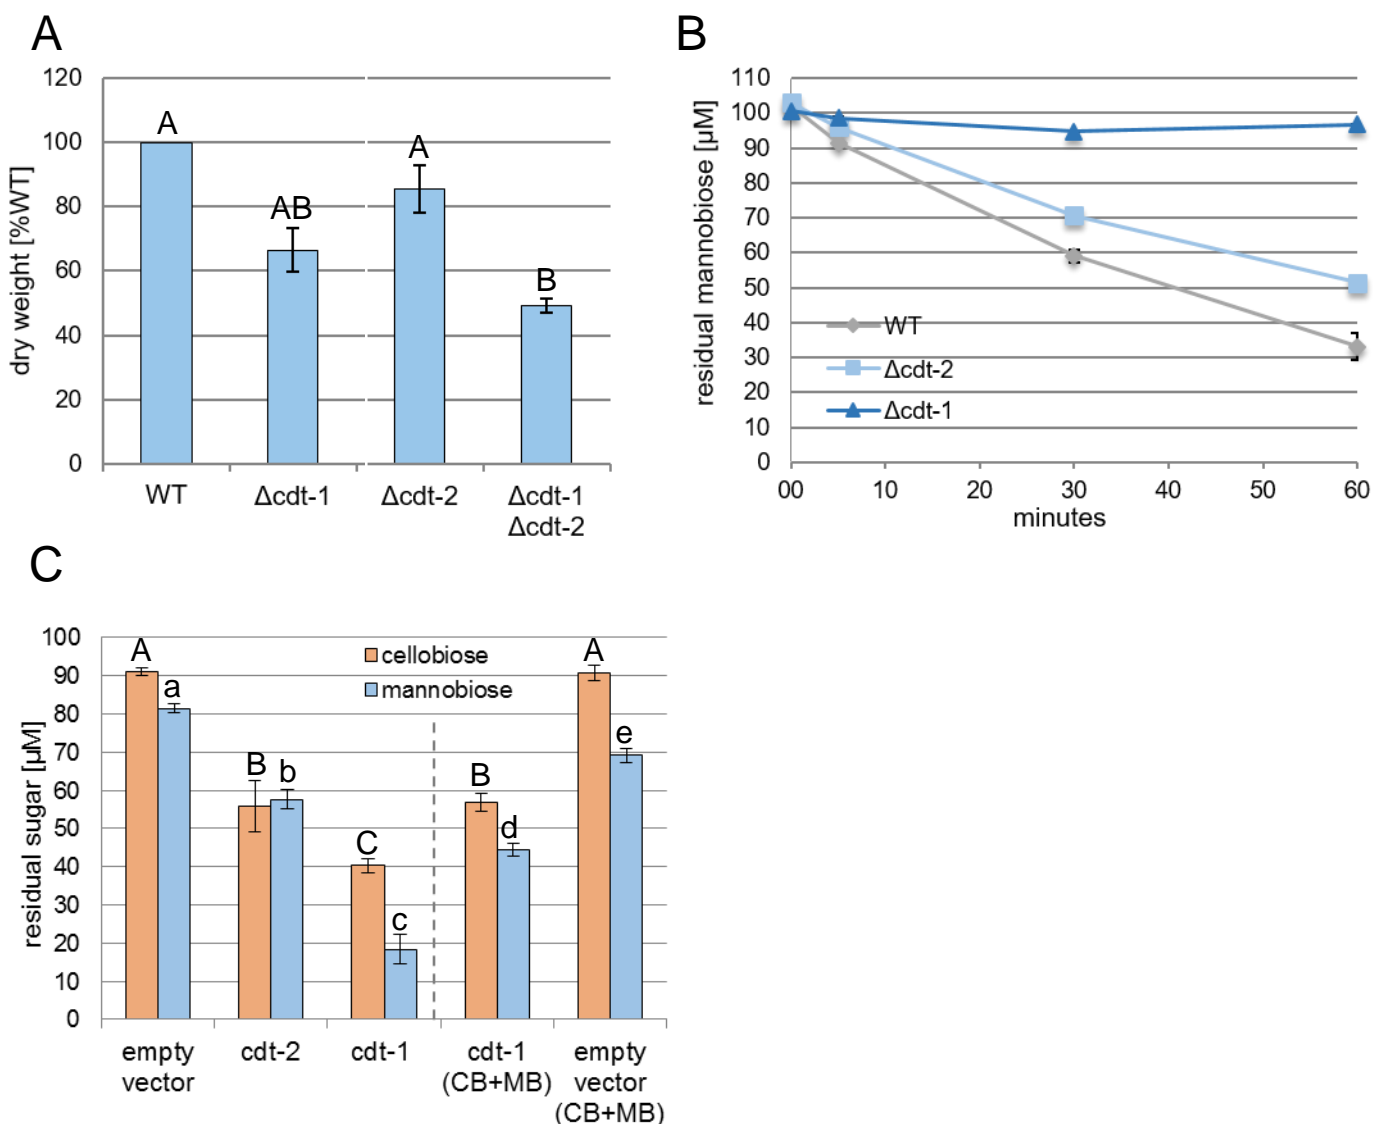 A
dry weight [%WT]
120
100
80
60
40
20
0
A
AB
A
B
WT
Δcdt-1
Δcdt-2
Δcdt-1
Δcdt-2
B
residual mannobiose [µM]
110
100
90
80
70
60
50
40
30
20
10
0
WT
Δcdt-2
Δcdt-1
00 10 20 30 40 50 60
minutes
C
residual sugar [µM]
100
90
80
70
60
50
40
30
20
10
0
cellobiose
mannobiose
A
a
B
b
C
c
B
d
A
e
empty
vector
cdt-2
cdt-1
cdt-1
(CB+MB)
empty
vector
(CB+MB)